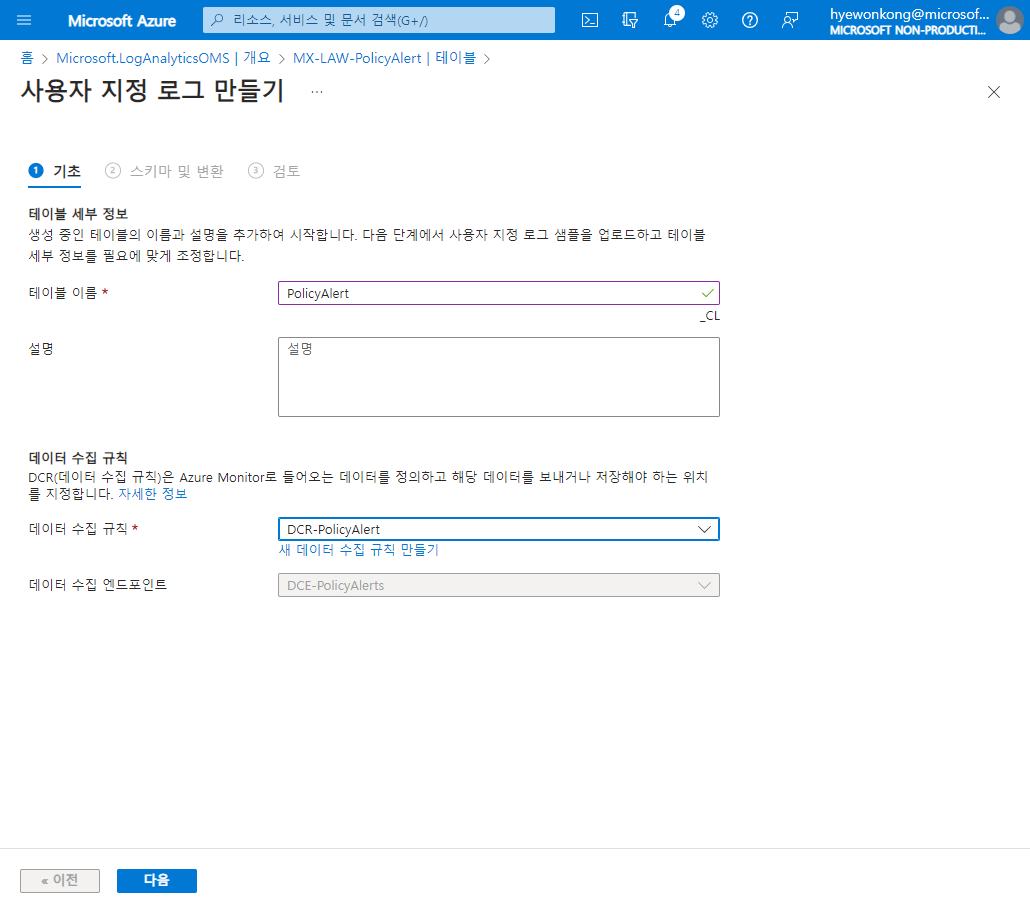 Microsoft Azure
리소스, 서비스 및 문서 검색(G+/)
4
hyewonkong@microsof...
MICROSOFT NON-PRODUCTI...
홈 > Microsoft.LogAnalyticsOMS | 개요 > MX-LAW-PolicyAlert | 테이블 >
사용자 지정 로그 만들기 ...
1 기초 2 스키마 및 변환 3 검토
테이블 세부 정보
생성 중인 테이블의 이름과 설명을 추가하여 시작합니다. 다음 단계에서 사용자 지정 로그 샘플을 업로드하고 테이블
세부 정보를 필요에 맞게 조정합니다.
테이블 이름 * PolicyAlert
_CL
설명 설명
데이터 수집 규칙
DCR(데이터 수집 규칙)은 Azure Monitor로 들어오는 데이터를 정의하고 해당 데이터를 보내거나 저장해야 하는 위치
를 지정합니다. 자세한 정보
데이터 수집 규칙 * DCR-PolicyAlert
새 데이터 수집 규칙 만들기
데이터 수집 엔드포인트 DCE-PolicyAlerts
« 이전 다음